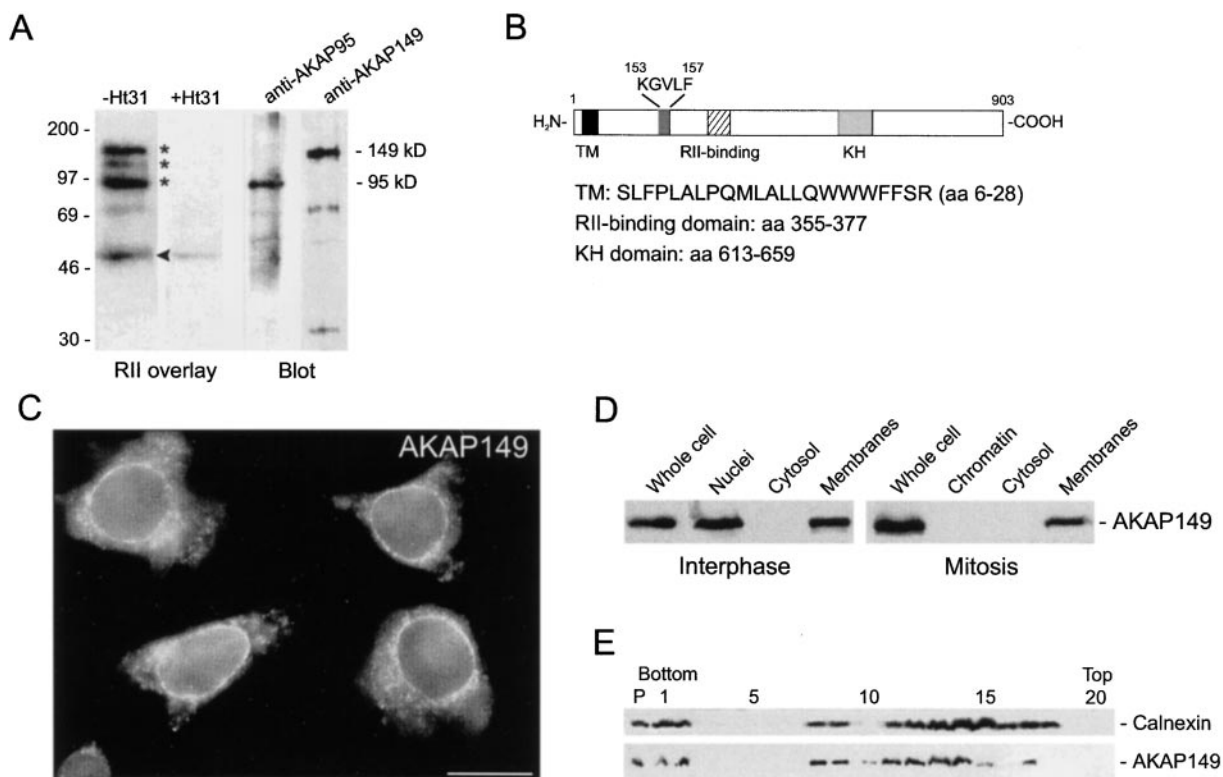 A
-Ht31 +Ht31 anti-AKAP95 anti-AKAP149
200 -
97 -
69 -
46 -
30 -
*
*
*
- 149 kD
- 95 kD
RII overlay Blot
B
153 157
KGVLF
1 903
H₂N- -COOH
TM RII-binding KH
TM: SLFPLALPQMLALLQWWWFFSR (aa 6-28)
RII-binding domain: aa 355-377
KH domain: aa 613-659
C
AKAP149
D
Whole cell Nuclei Cytosol Membranes Whole cell Chromatin Cytosol Membranes
- AKAP149
Interphase Mitosis
E
Bottom Top
P 1 5 10 15 20
- Calnexin
- AKAP149